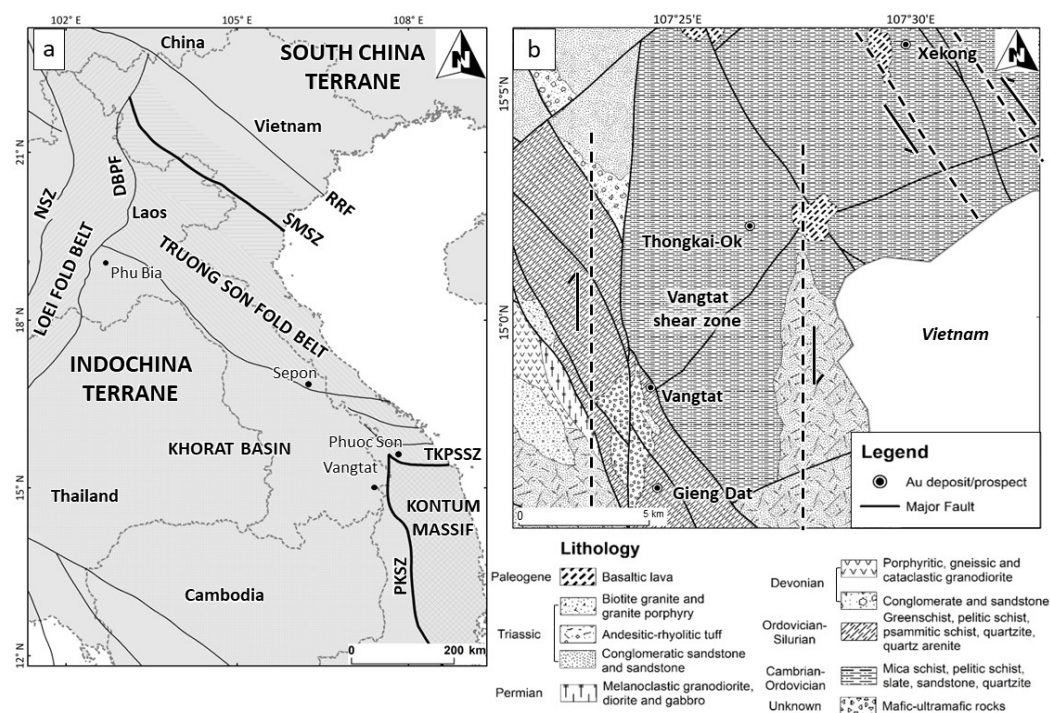 102° E
105°E
108° E
a
China
SOUTH CHINA
TERRANE
N
Vietnam
21°N
NSZ
DBPF
RRF
Laos
SMSZ
LOEI FOLD BELT
TRUONG SON FOLD BELT
Phu Bia
18°N
INDOCHINA
TERRANE
Sepon
KHORAT BASIN
Phuoc Son
TKPSSZ
Vangtat
Thailand
15°N
KONTUM
MASSIF
PKSZ
Cambodia
12°N
0 200 km
107°25'E
107°30'E
b
Xekong
N
15°5'N
Thongkai-Ok
Vangtat
shear zone
15°0'N
Vietnam
Vangtat
Gieng Dat
0 5 km
Legend
Au deposit/prospect
Major Fault
Lithology
Paleogene
Basaltic lava
Triassic
Biotite granite and
granite porphyry
Andesitic-rhyolitic tuff
Conglomeratic sandstone
and sandstone
Permian
Melanoclastic granodiorite,
diorite and gabbro
Devonian
Porphyritic, gneissic and
cataclastic granodiorite
Conglomerate and sandstone
Ordovician-
Silurian
Greenschist, pelitic schist,
psammitic schist, quartzite,
quartz arenite
Cambrian-
Ordovician
Mica schist, pelitic schist,
slate, sandstone, quartzite
Unknown
Mafic-ultramafic rocks